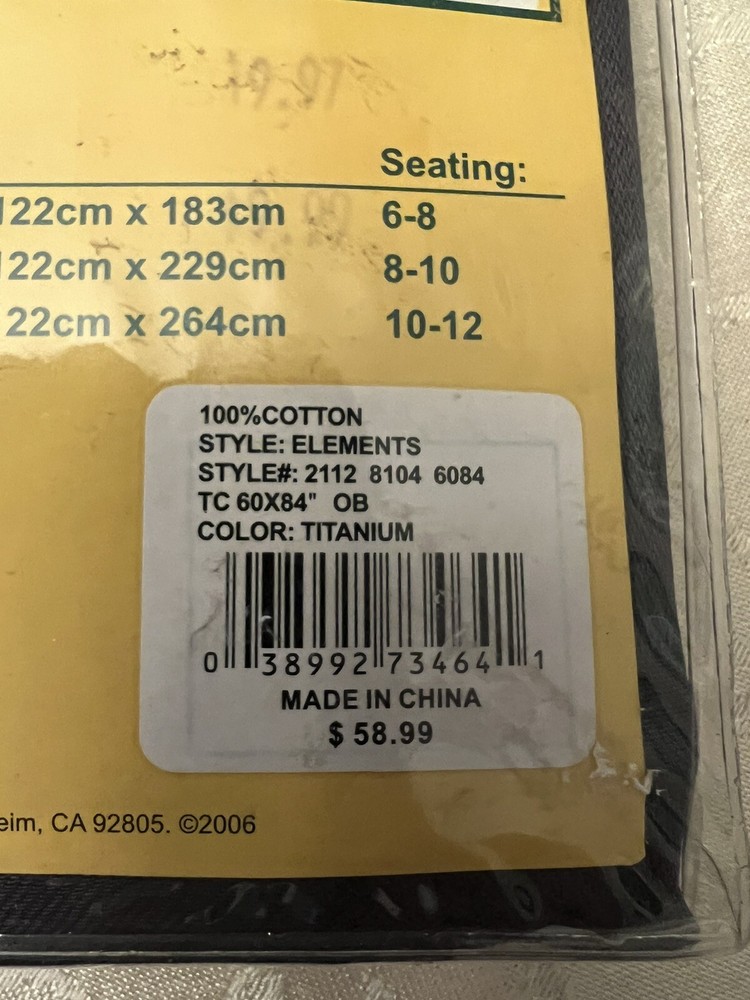 Seating:
122cm x 183cm 6-8
122cm x 229cm 8-10
22cm x 264cm 10-12
100%COTTON
STYLE: ELEMENTS
STYLE#: 2112 8104 6084
TC 60X84" OB
COLOR: TITANIUM
0 38992 73464 1
MADE IN CHINA
$ 58.99
eim, CA 92805. ©2006